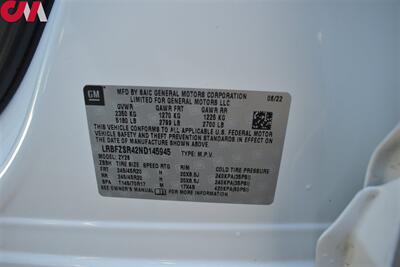 CMA
GM
MFD BY SAIC GENERAL MOTORS CORPORATION 08/22
LIMITED FOR GENERAL MOTORS LLC
GVWR GAWR FRT GAWR RR
2350 KG 1270 KG 1225 KG
5180 LB 2799 LB 2700 LB
THIS VEHICLE CONFORMS TO ALL APPLICABLE U.S. FEDERAL MOTOR
VEHICLE SAFETY AND THEFT PREVENTION STANDARDS IN EFFECT ON THE DATE
OF MANUFACTURE SHOWN ABOVE.
LRBFZSR42ND145945 TYPE: M.P.V.
MODEL: ZY26
TIRE SIZE SPEED RTG RIM COLD TIRE PRESSURE
FRT 245/45R20 H 20X8.5J 240KPA(35PSI)
RR 245/45R20 H 20X8.5J 240KPA(35PSI)
SPA T145/70R17 M 17X4B 420KPA(60PSI)
SEE OWNER'S MANUAL FOR MORE INFORMATION